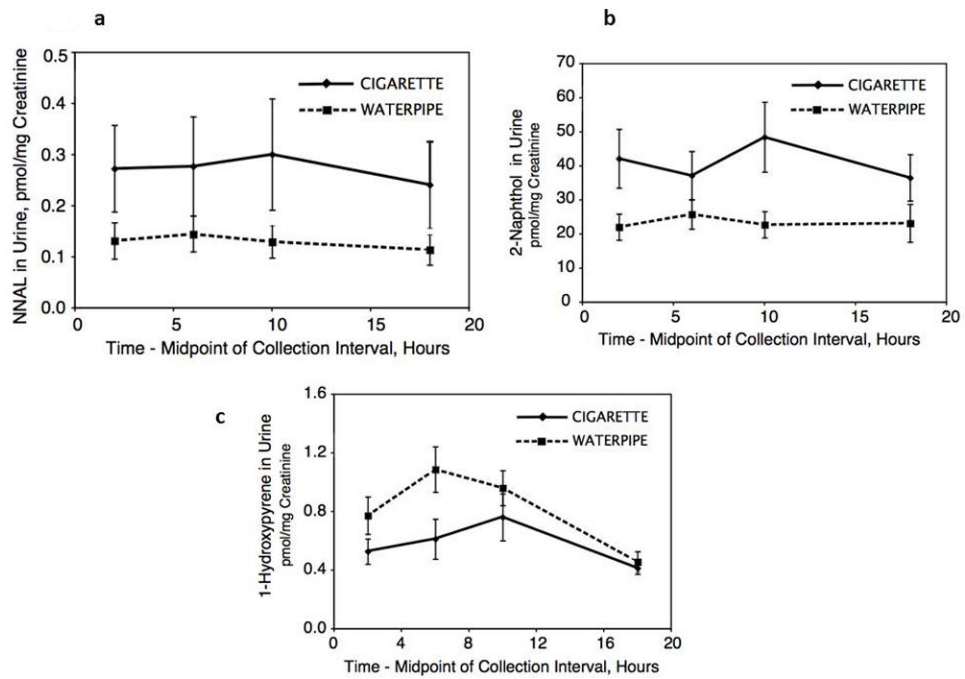 a
NNAL in Urine, pmol/mg Creatinine
0.5
0.4
0.3
0.2
0.1
0.0
CIGARETTE
WATERPIPE
0 5 10 15 20
Time - Midpoint of Collection Interval, Hours
b
2-Naphthol in Urine
pmol/mg Creatinine
70
60
50
40
30
20
10
0
CIGARETTE
WATERPIPE
0 5 10 15 20
Time - Midpoint of Collection Interval, Hours
c
1-Hydroxypyrene in Urine
pmol/mg Creatinine
1.6
1.2
0.8
0.4
0.0
CIGARETTE
WATERPIPE
0 4 8 12 16 20
Time - Midpoint of Collection Interval, Hours